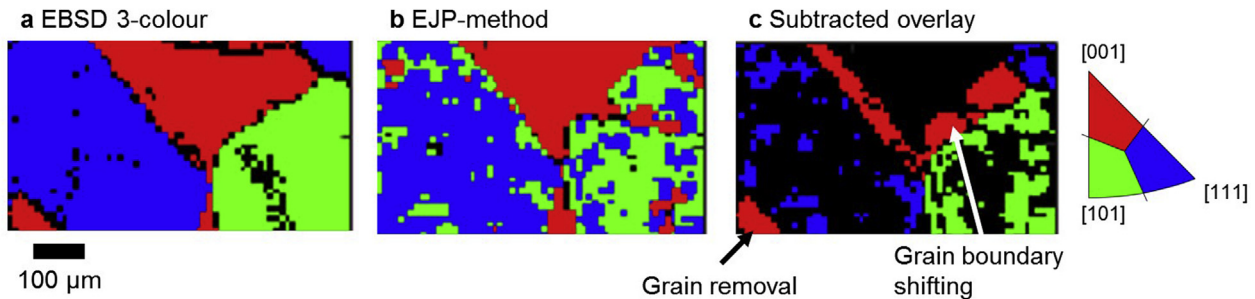 a EBSD 3-colour
b EJP-method
c Subtracted overlay
[001]
[111]
[101]
Grain removal
Grain boundary
shifting
100 µm